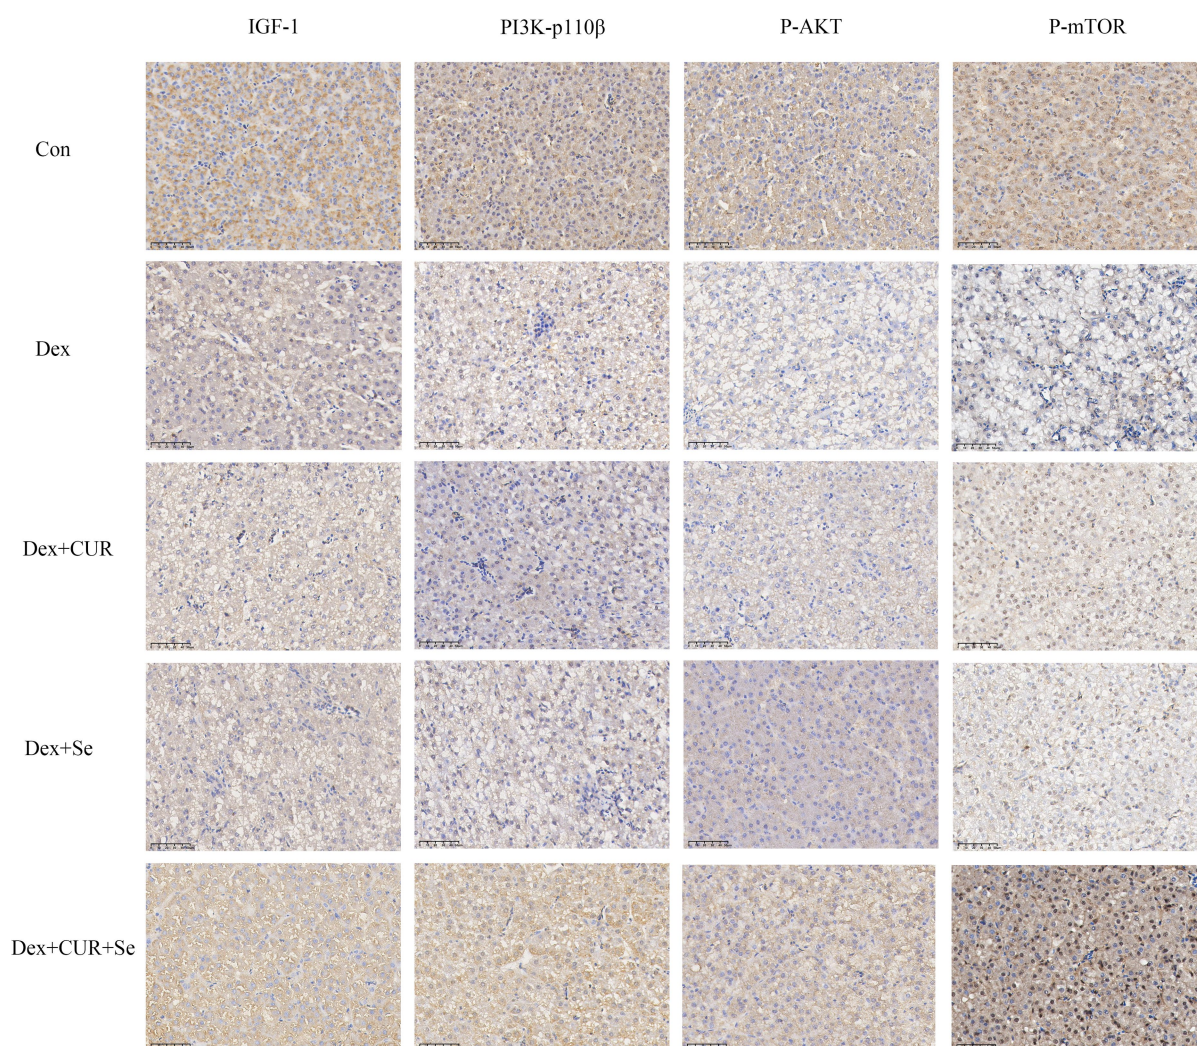 IGF-1 PI3K-p110β P-AKT P-mTOR
Con
Dex
Dex+CUR
Dex+Se
Dex+CUR+Se